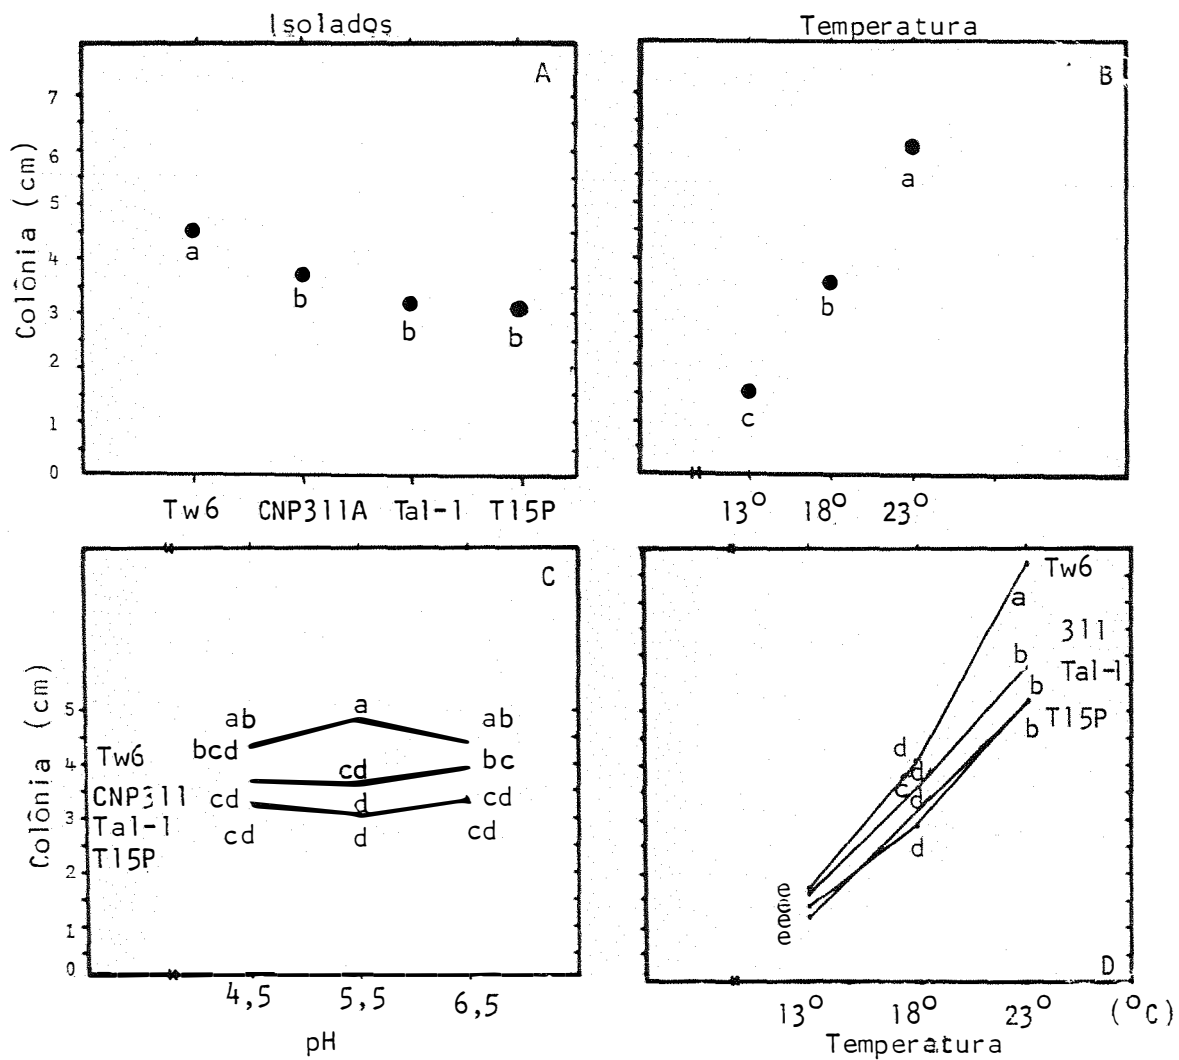 Isolados
A
Colônia (cm)
7
6
5
4
3
2
1
0
a
b
b
b
Tw6 CNP311A Tal-1 T15P
Temperatura
B
a
b
c
13° 18° 23°
C
Colônia (cm)
5
4
3
2
1
0
ab a ab
bcd cd bc
cd d cd
cd d cd
Tw6
CNP311
Tal-1
T15P
4,5 5,5 6,5
pH
Tw6
a
311
b
Tal-1
b
T15P
b
d
d
c
d
d
e
e
e
e
D
13° 18° 23° (°C)
Temperatura